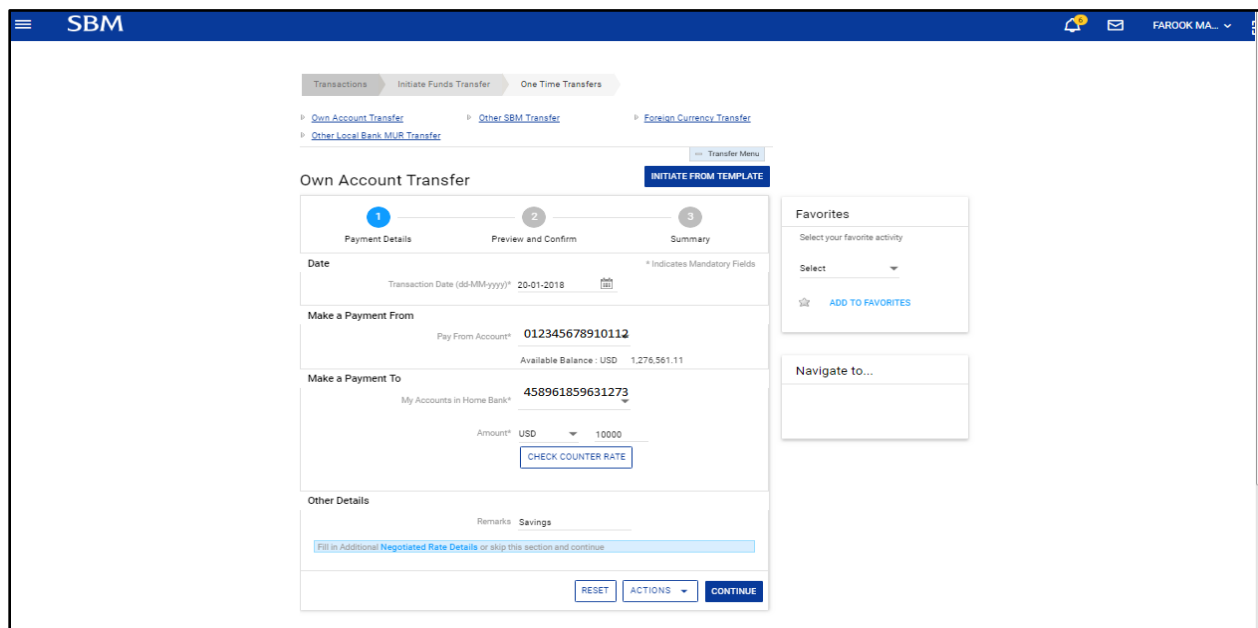 SBM
6
FAROOK MA...
Transactions Initiate Funds Transfer One Time Transfers
Own Account Transfer Other SBM Transfer Foreign Currency Transfer
Other Local Bank MUR Transfer
Transfer Menu
Own Account Transfer INITIATE FROM TEMPLATE
1 2 3
Payment Details Preview and Confirm Summary
Date * Indicates Mandatory Fields
Transaction Date (dd-MM-yyyy)* 20-01-2018
Make a Payment From
Pay From Account* 012345678910112
Available Balance : USD 1,276,561.11
Make a Payment To
My Accounts in Home Bank* 458961859631273
Amount* USD 10000
CHECK COUNTER RATE
Other Details
Remarks Savings
Fill in Additional Negotiated Rate Details or skip this section and continue
RESET ACTIONS CONTINUE
Favorites
Select your favorite activity
Select
ADD TO FAVORITES
Navigate to...